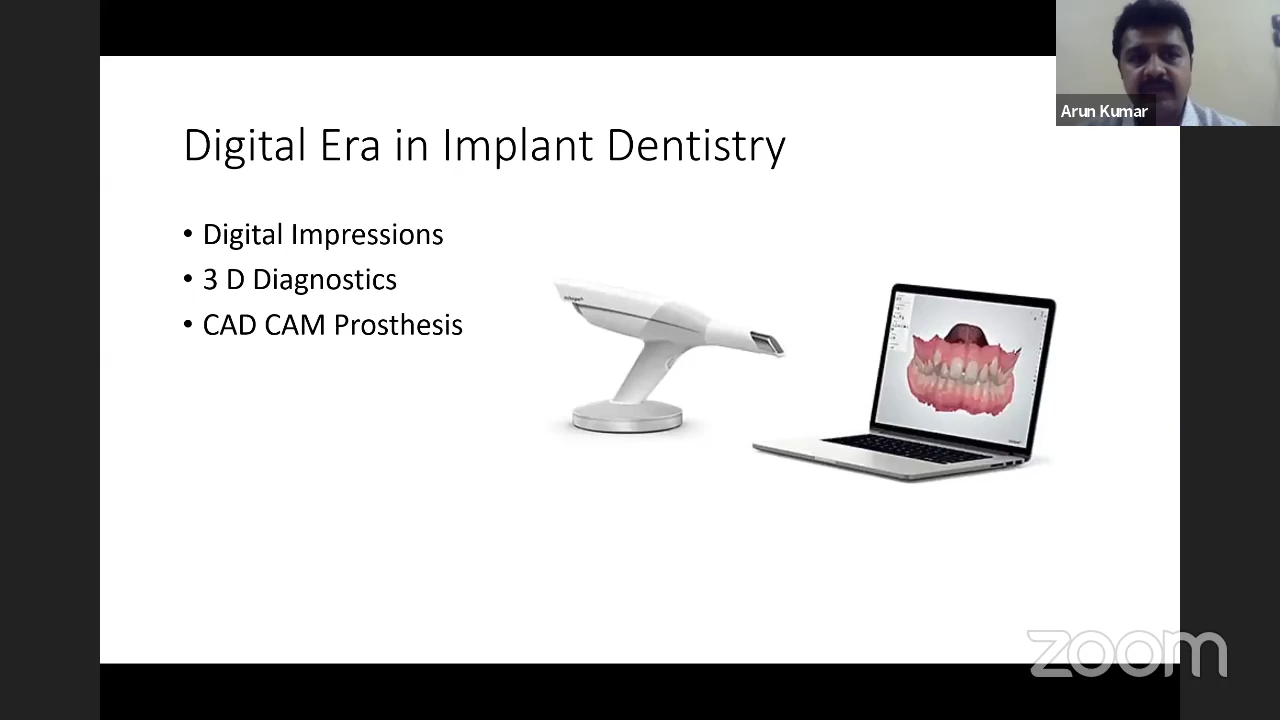 Arun Kumar
Digital Era in Implant Dentistry
• Digital Impressions
• 3 D Diagnostics
• CAD CAM Prosthesis
zoom